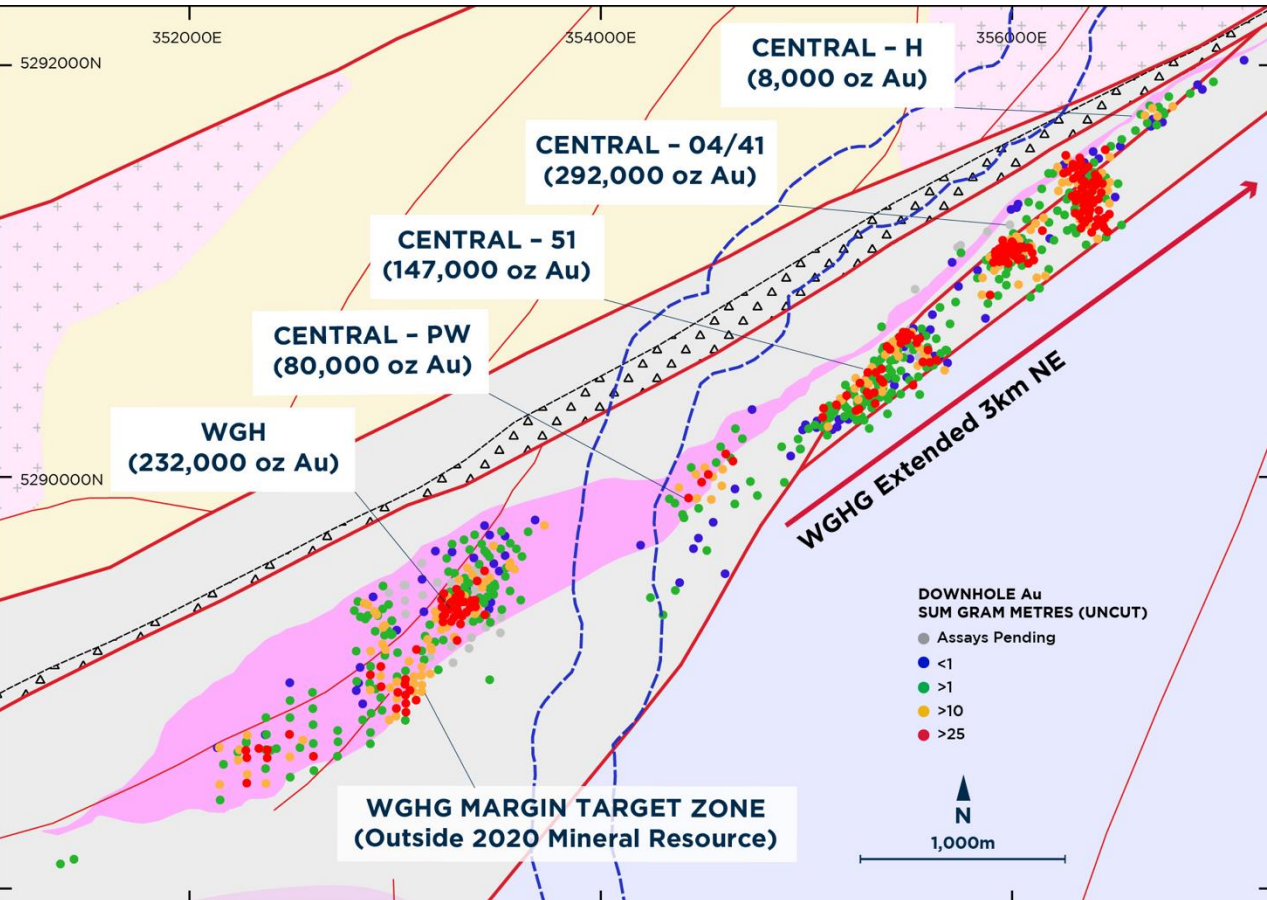 352000E
354000E
356000E
5292000N
CENTRAL – H
(8,000 oz Au)
CENTRAL – 04/41
(292,000 oz Au)
CENTRAL – 51
(147,000 oz Au)
CENTRAL – PW
(80,000 oz Au)
WGH
(232,000 oz Au)
5290000N
WGHG Extended 3km NE
DOWNHOLE Au
SUM GRAM METRES (UNCUT)
Assays Pending
<1
>1
>10
>25
N
1,000m
WGHG MARGIN TARGET ZONE
(Outside 2020 Mineral Resource)